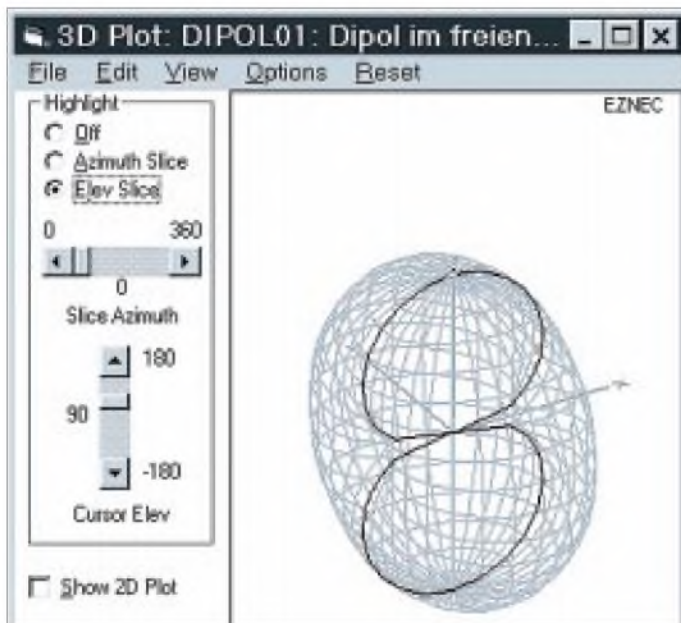 3D Plot: DIPOL01: Dipol im freien...
File Edit View Options Reset
Highlight
Off
Azimuth Slice
Elev Slice
0 360
0
Slice Azimuth
180
90
-180
Cursor Elev
Show 2D Plot
EZNEC